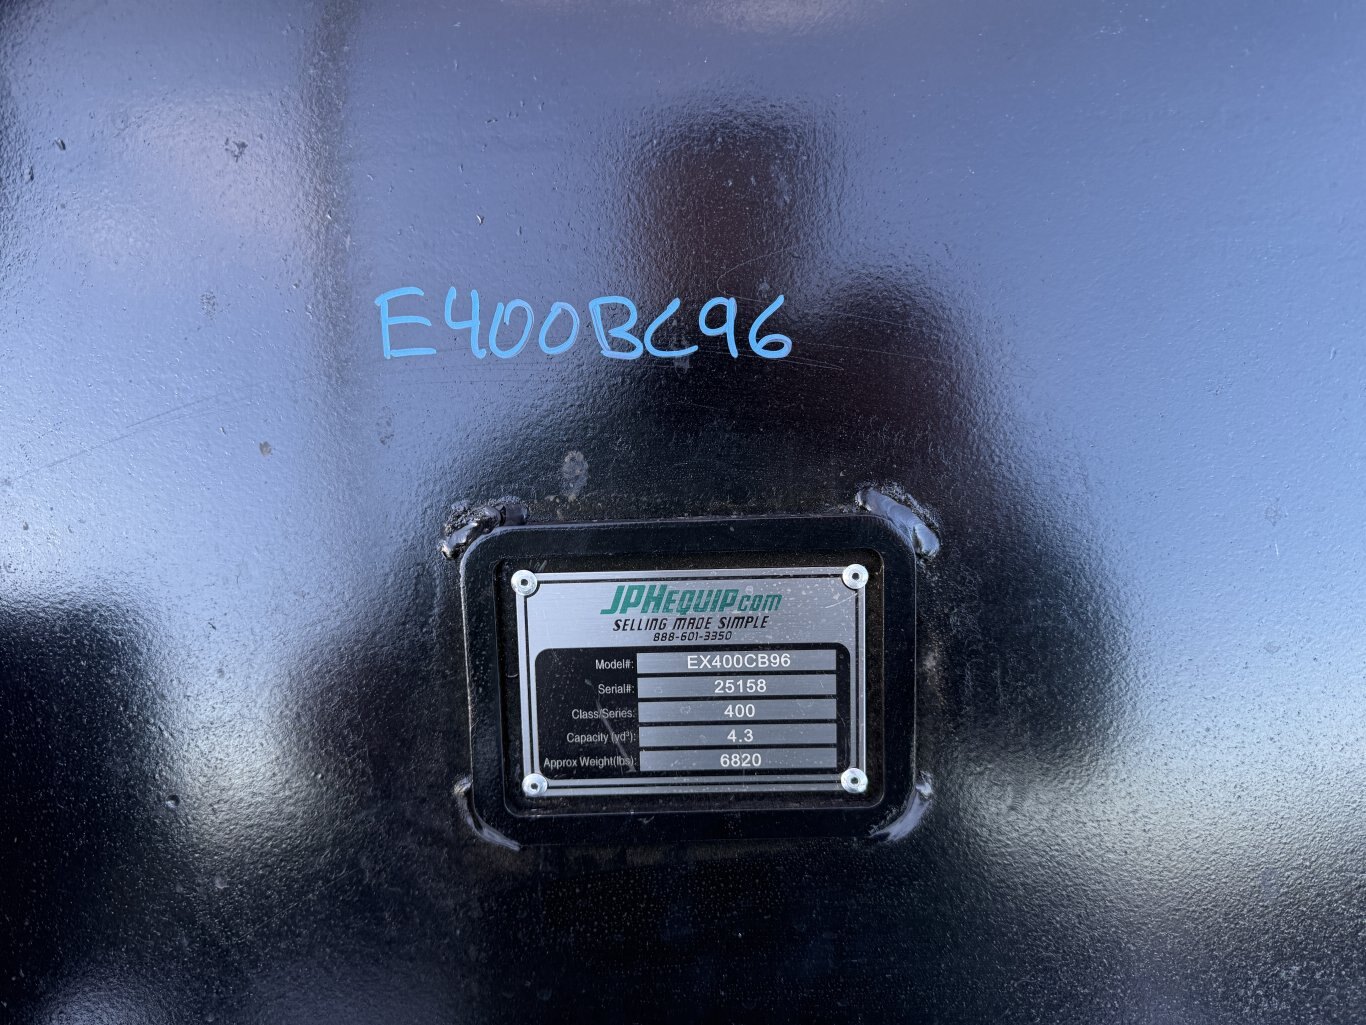 E400BC96
JPHEQUIP.com
SELLING MADE SIMPLE
888-601-3350
Model#: EX400CB96
Serial#: 25158
Class/Series: 400
Capacity (yd³): 4.3
Approx Weight(lbs): 6820